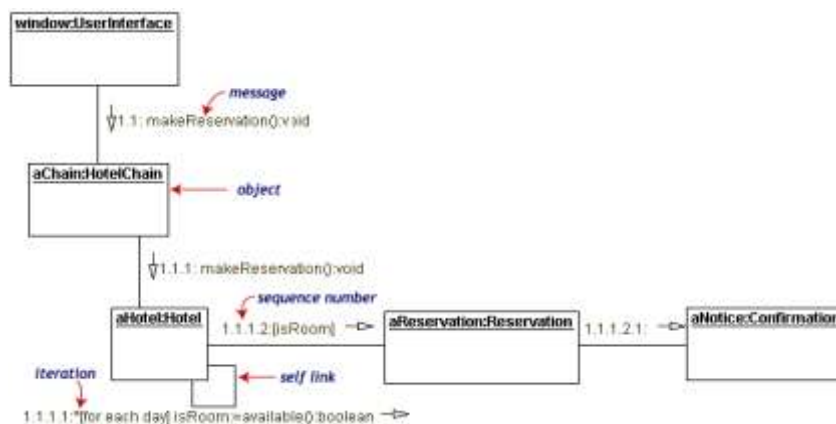 window:UserInterface
message
1.1: makeReservation():void
aChain:HotelChain
object
1.1.1: makeReservation():void
sequence number
aHotel:Hotel
1.1.1.2:[isRoom]
aReservation:Reservation
1.1.1.2.1:
aNotice:Confirmation
iteration
self link
1.1.1.1:*[for each day] isRoom:=available():boolean